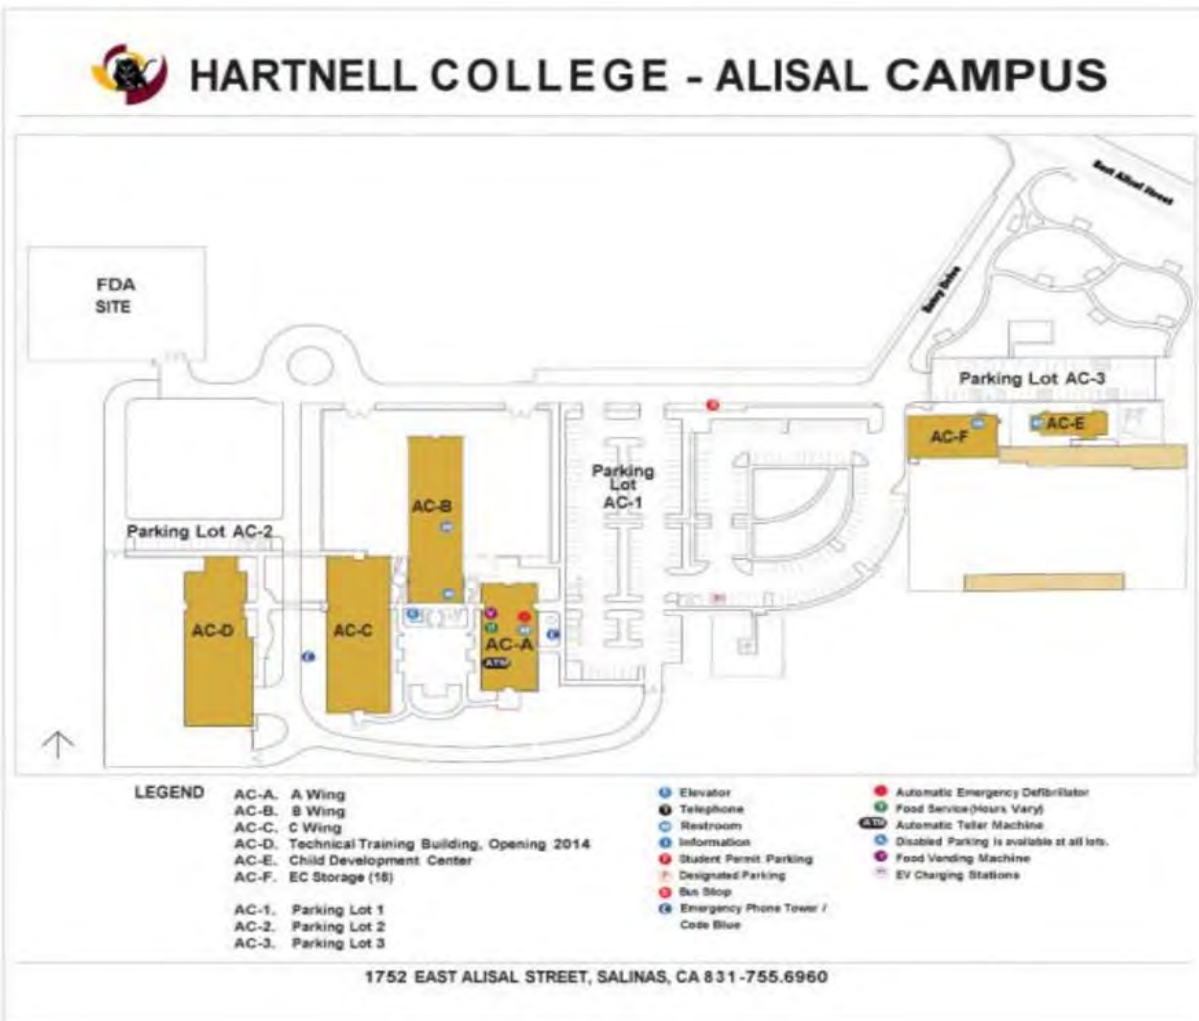 HARTNELL COLLEGE - ALISAL CAMPUS
East Alisal Street
Entry Drive
FDA
SITE
Parking Lot AC-3
AC-F
AC-E
Parking
Lot
AC-1
AC-B
Parking Lot AC-2
AC-D
AC-C
AC-A
ATM
LEGEND
AC-A. A Wing
AC-B. B Wing
AC-C. C Wing
AC-D. Technical Training Building, Opening 2014
AC-E. Child Development Center
AC-F. EC Storage (18)
AC-1. Parking Lot 1
AC-2. Parking Lot 2
AC-3. Parking Lot 3
Elevator
Telephone
Restroom
Information
Student Permit Parking
Designated Parking
Bus Stop
Emergency Phone Tower /
Code Blue
Automatic Emergency Defibrillator
Food Service(Hours Vary)
ATM Automatic Teller Machine
Disabled Parking is available at all lots.
Food Vending Machine
EV Charging Stations
1752 EAST ALISAL STREET, SALINAS, CA 831-755.6960